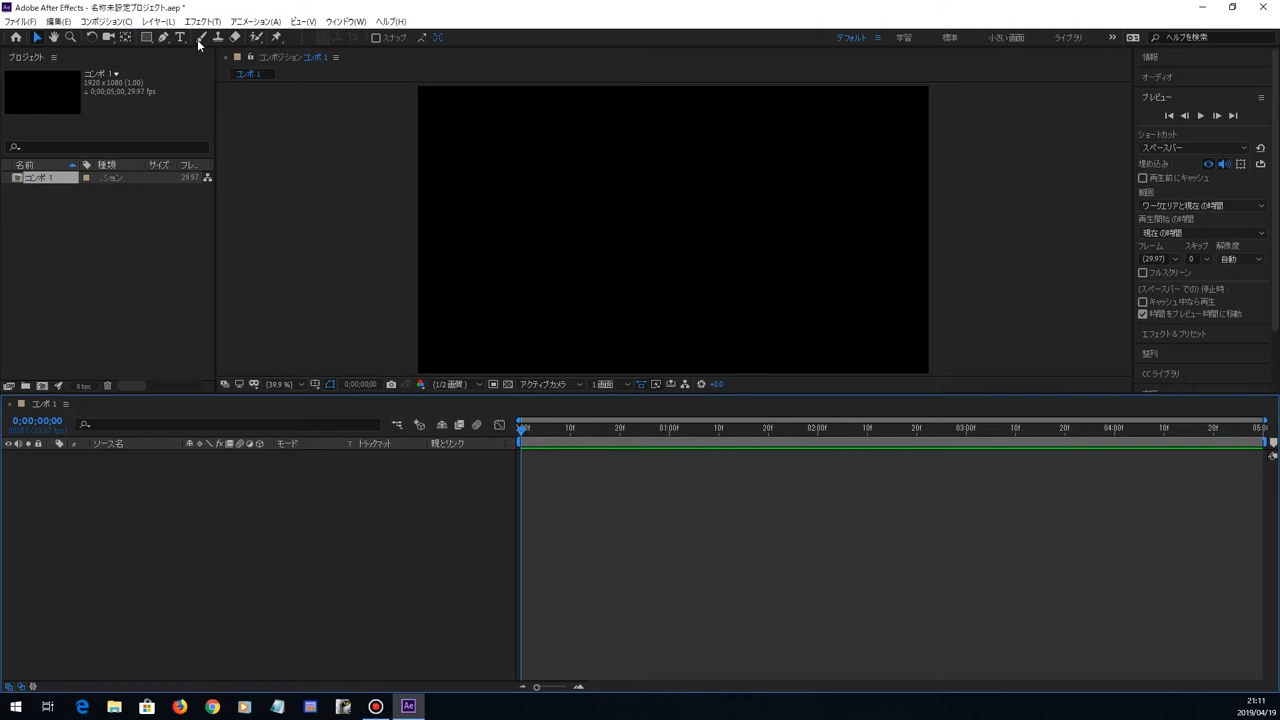 Adobe After Effects - 名称未設定プロジェクト.aep *
ファイル(F) 編集(E) コンポジション(C) レイヤー(L) エフェクト(T) アニメーション(A) ビュー(V) ウィンドウ(W) ヘルプ(H)
スナップ デフォルト 学習 標準 小さい画面 ライブラリ ヘルプを検索
プロジェクト
コンポジション コンポ 1
情報
コンポ 1
コンポ 1
1920 x 1080 (1.00)
Δ 0;00;05;00, 29.97 fps
オーディオ
プレビュー
ショートカット
スペースバー
名前 種類 サイズ フレ...
埋め込み:
コンポ 1 ...ション 29.97
再生前にキャッシュ
範囲
ワークエリアと現在の時間
再生開始の時間
現在の時間
フレーム スキップ 解像度
(29.97) 0 自動
フルスクリーン
(スペースバー での) 停止時:
キャッシュ中なら再生
時間をプレビュー時間に移動
エフェクト&プリセット
整列
CC ライブラリ
8 bpc
(39.9 %) 0;00;00;00 (1/2 画質) アクティブカメラ 1 画面 +0.0
コンポ 1
0;00;00;00
00000 (29.97 fps)
ソース名 モード T トラックマット 親とリンク
10f 20f 01:00f 10f 20f 02:00f 10f 20f 03:00f 10f 20f 04:00f 10f 20f
21:11
2019/04/19